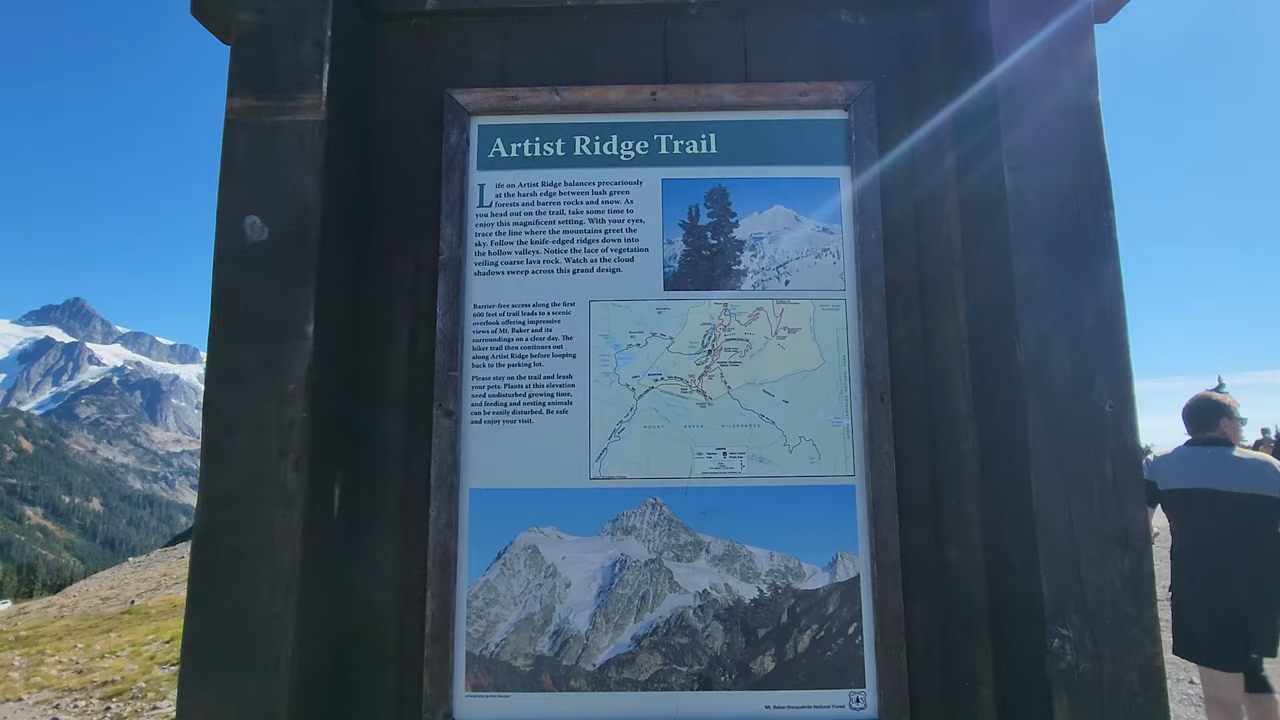 Artist Ridge Trail
Life on Artist Ridge balances precariously
at the harsh edge between lush green
forests and barren rocks and snow. As
you head out on the trail, take some time to
enjoy this magnificent setting. With your eyes,
trace the line where the mountains greet the
sky. Follow the knife-edged ridges down into
the hollow valleys. Notice the lace of vegetation
veiling coarse lava rock. Watch as the cloud
shadows sweep across this grand design.
Barrier-free access along the first
600 feet of trail leads to a scenic
overlook offering impressive
views of Mt. Baker and its
surroundings on a clear day. The
hiker trail then continues out
along Artist Ridge before looping
back to the parking lot.
Please stay on the trail and leash
your pets. Plants at this elevation
need undisturbed growing time,
and feeding and nesting animals
can be easily disturbed. Be safe
and enjoy your visit.
MOUNT BAKER WILDERNESS
Mt. Baker-Snoqualmie National Forest